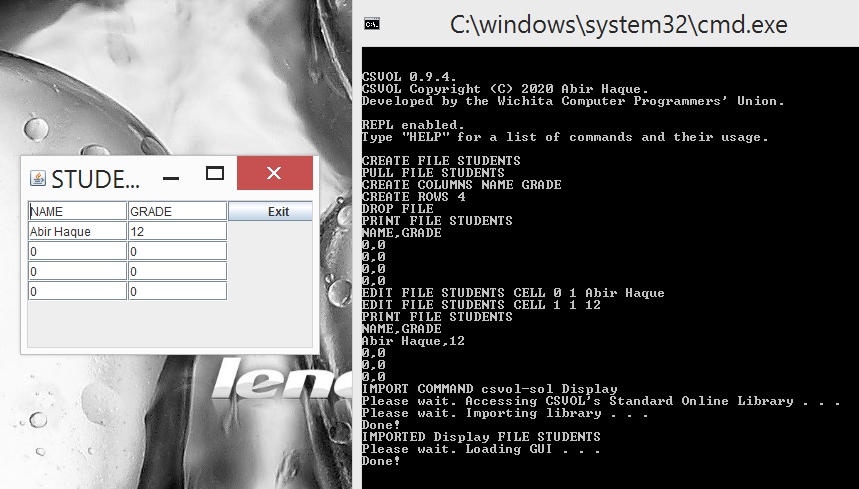 STUDE...
NAME GRADE Exit
Abir Haque 12
0 0
0 0
0 0
C:\windows\system32\cmd.exe
CSVOL 0.9.4.
CSVOL Copyright (C) 2020 Abir Haque.
Developed by the Wichita Computer Programmers' Union.
REPL enabled.
Type "HELP" for a list of commands and their usage.
CREATE FILE STUDENTS
PULL FILE STUDENTS
CREATE COLUMNS NAME GRADE
CREATE ROWS 4
DROP FILE
PRINT FILE STUDENTS
NAME,GRADE
0,0
0,0
0,0
0,0
EDIT FILE STUDENTS CELL 0 1 Abir Haque
EDIT FILE STUDENTS CELL 1 1 12
PRINT FILE STUDENTS
NAME,GRADE
Abir Haque,12
0,0
0,0
0,0
IMPORT COMMAND csvol-sol Display
Please wait. Accessing CSVOL's Standard Online Library . . .
Please wait. Importing library . . .
Done!
IMPORTED Display FILE STUDENTS
Please wait. Loading GUI . . .
Done!